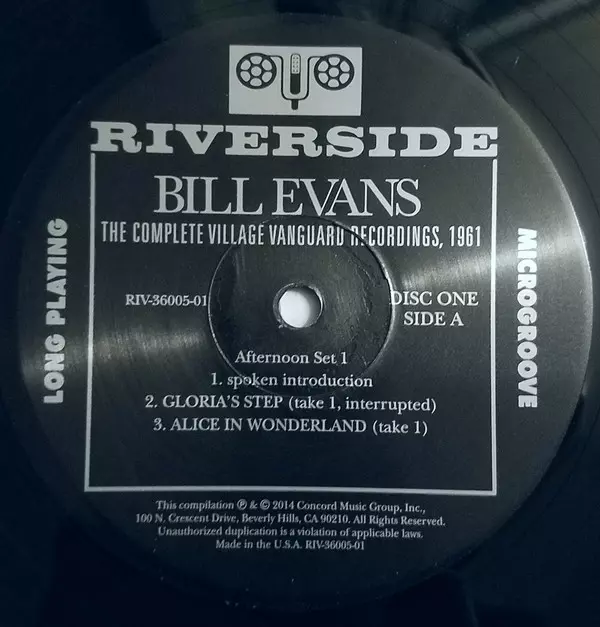 RIVERSIDE
BILL EVANS
THE COMPLETE VILLAGE VANGUARD RECORDINGS, 1961
LONG PLAYING
MICROGROOVE
RIV-36005-01
DISC ONE
SIDE A
Afternoon Set 1
1. spoken introduction
2. GLORIA'S STEP (take 1, interrupted)
3. ALICE IN WONDERLAND (take 1)
This compilation ℗ & © 2014 Concord Music Group, Inc.,
100 N. Crescent Drive, Beverly Hills, CA 90210. All Rights Reserved.
Unauthorized duplication is a violation of applicable laws.
Made in the U.S.A. RIV-36005-01